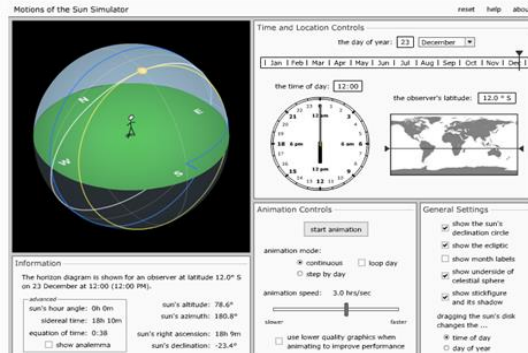 Motions of the Sun Simulator
reset help
N
E
W
S
Time and Location Controls
the day of year: 23 December
Jan Feb Mar Apr May Jun Jul Aug Sep Oct Nov Dec
the time of day: 12:00
the observer's latitude: 12.0 ° S
12 am
21
3
18 6 pm
6 am 6
12 pm
15
9
12
Information
The horizon diagram is shown for an observer at latitude 12.0° S
on 23 December at 12:00 (12:00 PM).
advanced
sun's hour angle: 0h 0m
sidereal time: 18h 10m
equation of time: 0:38
show analemma
sun's altitude: 78.6°
sun's azimuth: 180.8°
sun's right ascension: 18h 9m
sun's declination: -23.4°
Animation Controls
start animation
animation mode:
continuous
loop day
step by day
animation speed: 3.0 hrs/sec
slower
faster
use lower quality graphics when
animating to improve performance
General Settings
show the sun's
declination circle
show the ecliptic
show month labels
show underside of
celestial sphere
show stickfigure
and its shadow
dragging the sun's disk
changes the ...
time of day
day of year